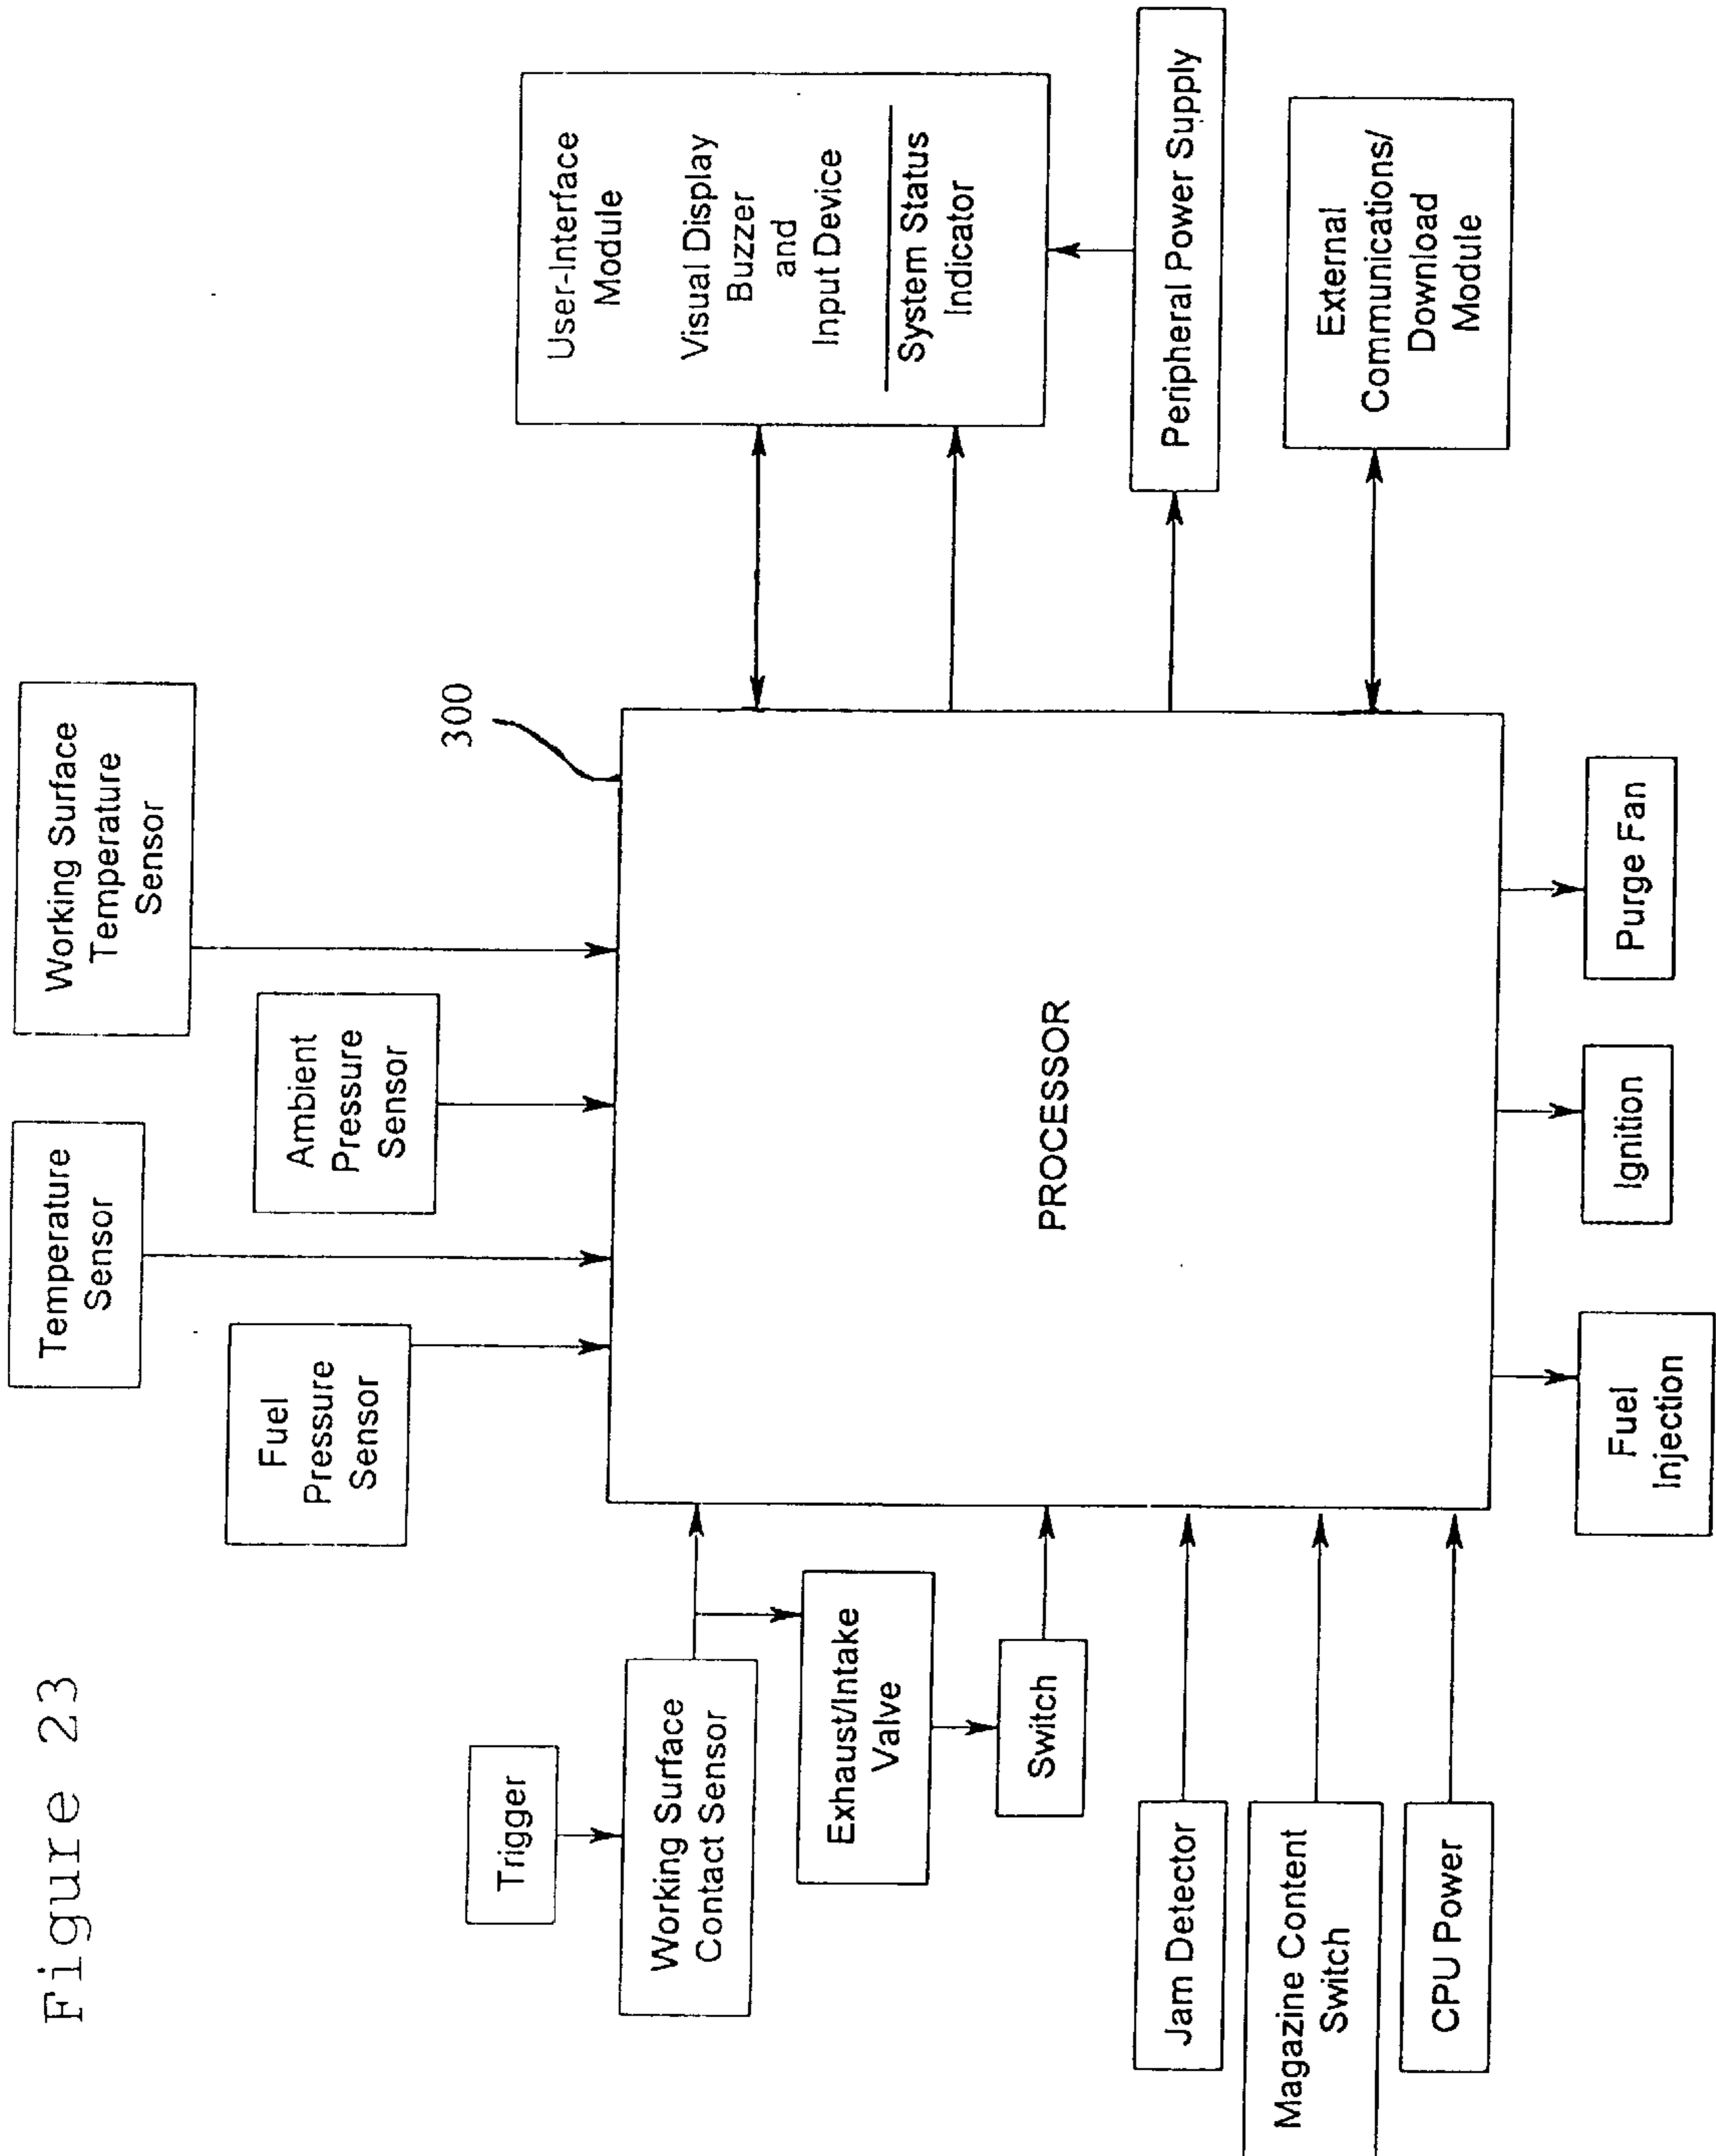 Figure 23
Trigger
Working Surface
Contact Sensor
Exhaust/Intake
Valve
Switch
Jam Detector
Magazine Content
Switch
CPU Power
Fuel
Pressure
Sensor
Temperature
Sensor
Ambient
Pressure
Sensor
Working Surface
Temperature
Sensor
300
PROCESSOR
Fuel
Injection
Ignition
Purge Fan
User-Interface
Module
Visual Display
Buzzer
and
Input Device
System Status
Indicator
Peripheral Power Supply
External
Communications/
Download
Module